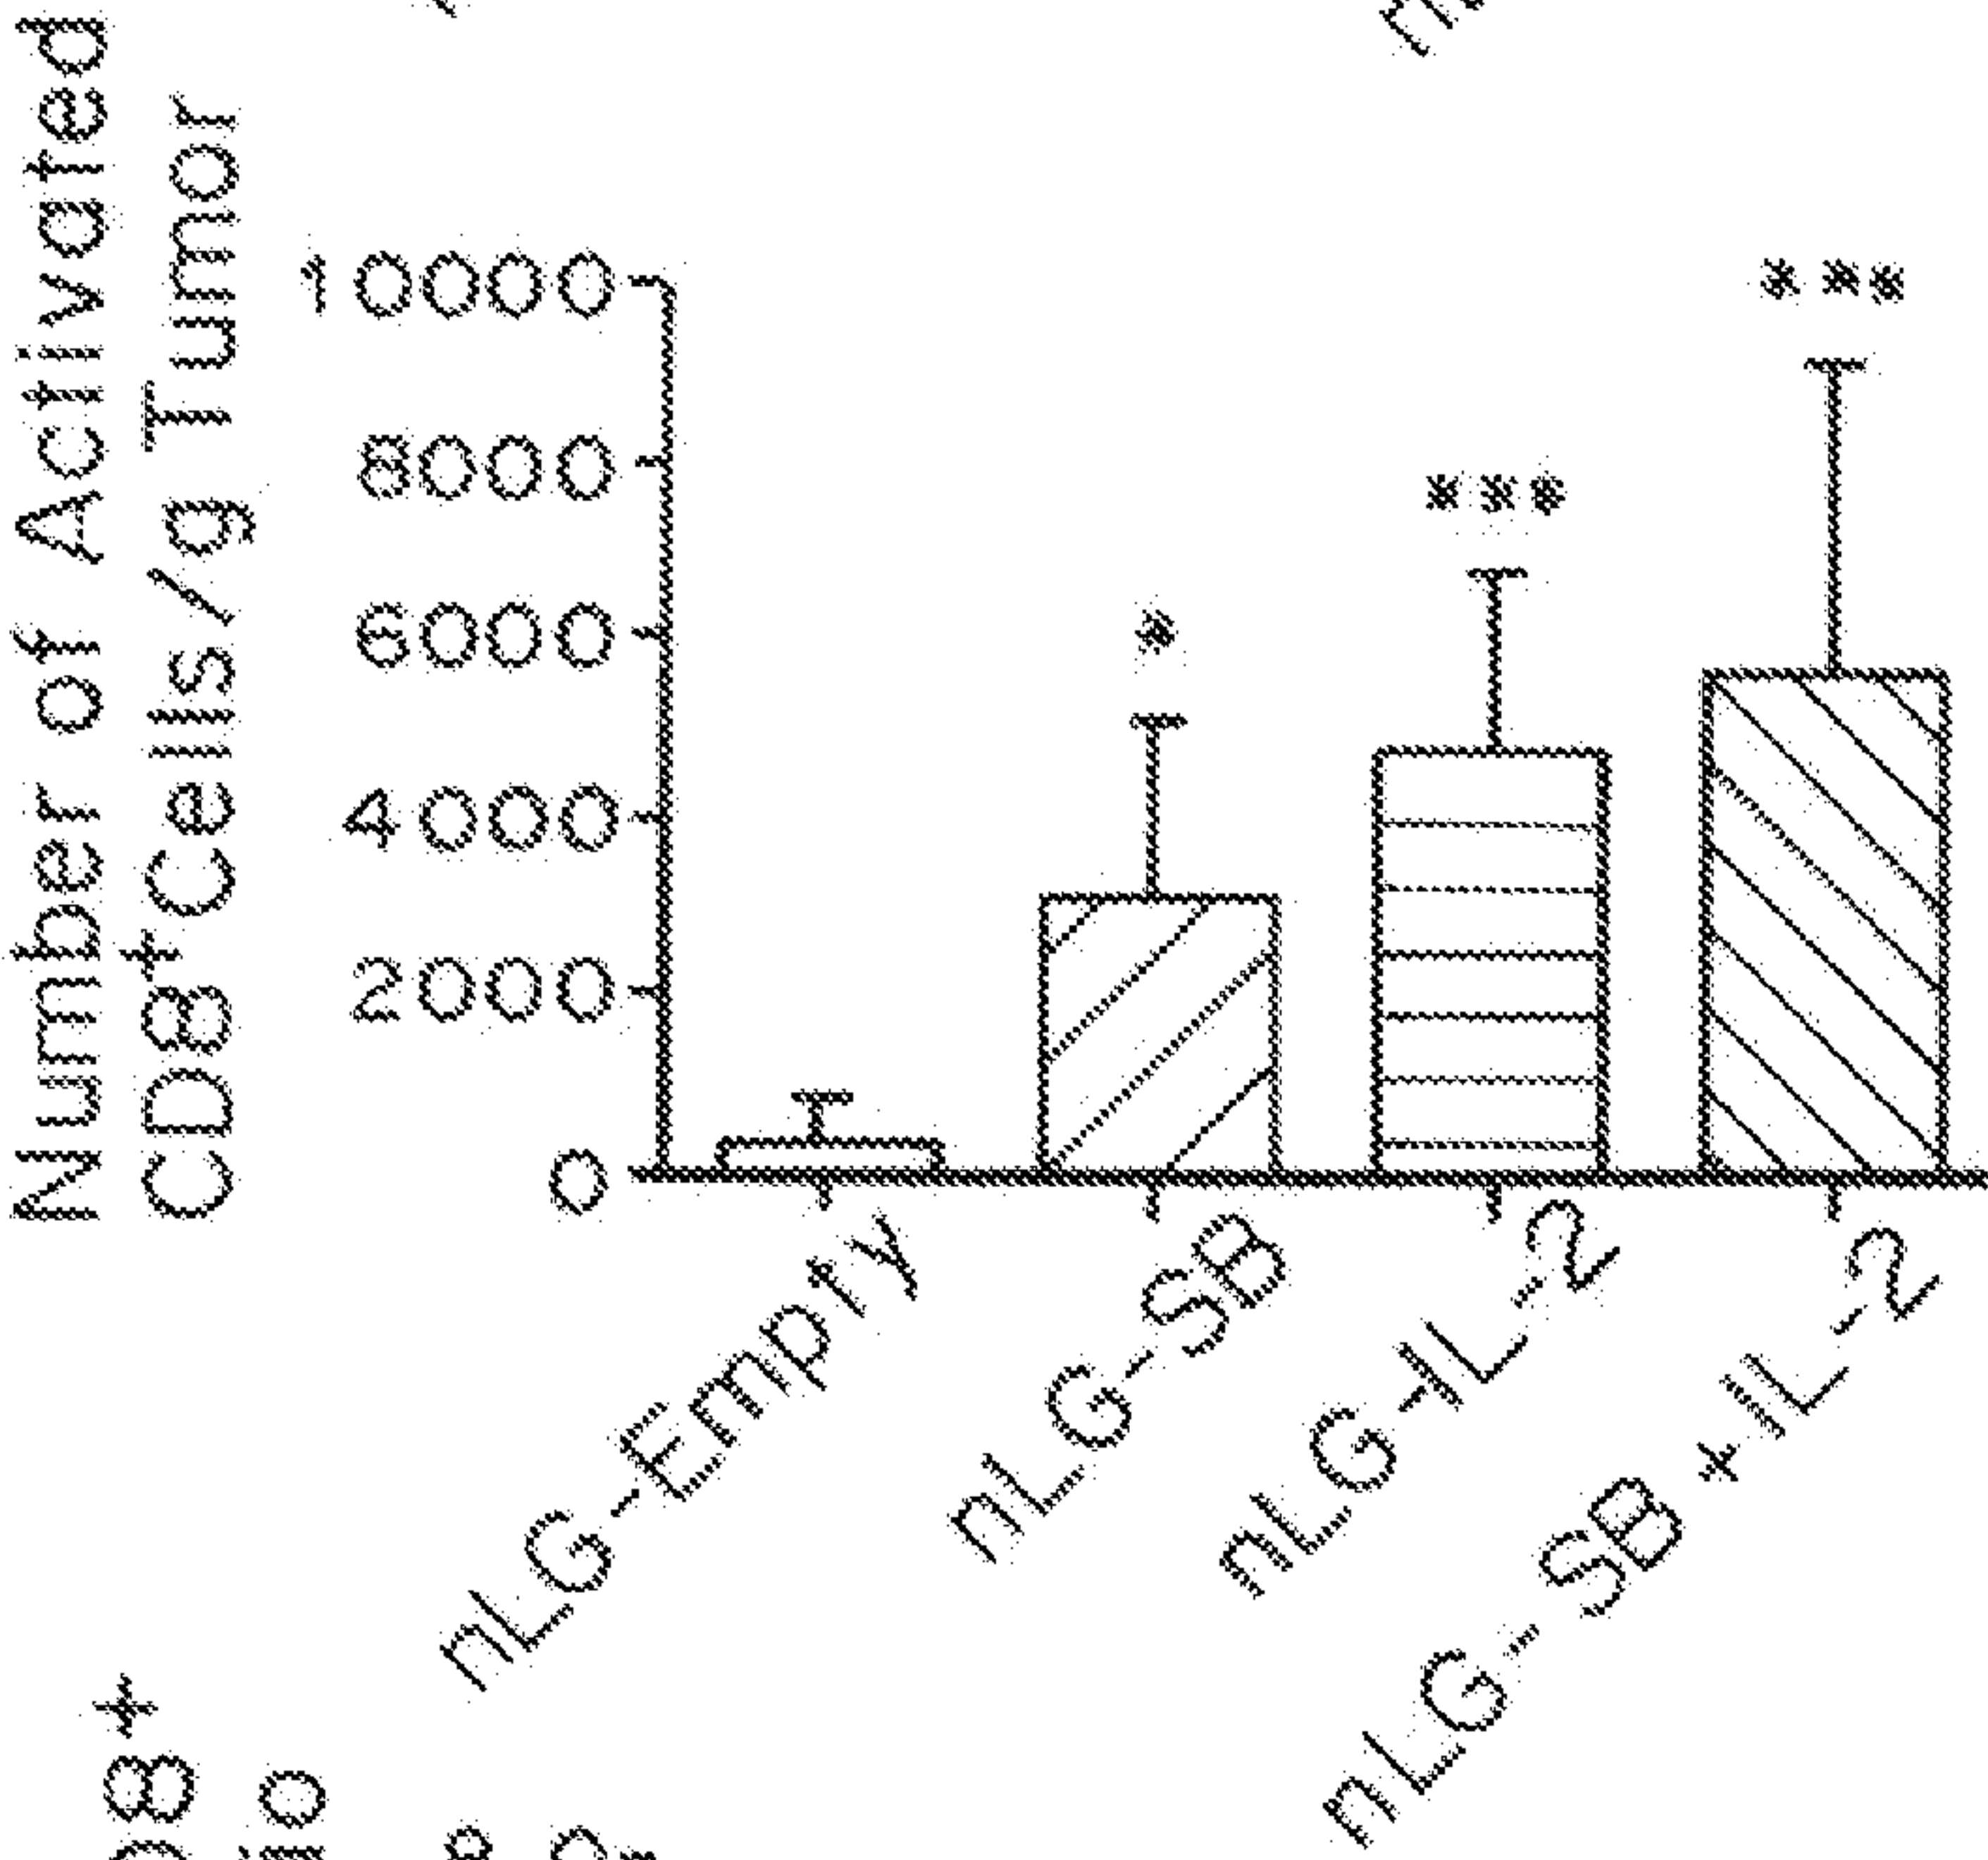 Number of Activated
CD8+ Cells/g Tumor
10000
8000
6000
4000
2000
0
*
***
***
nLG-Empty
nLG-SB
nLG-IL-2
nLG-SB+IL-2